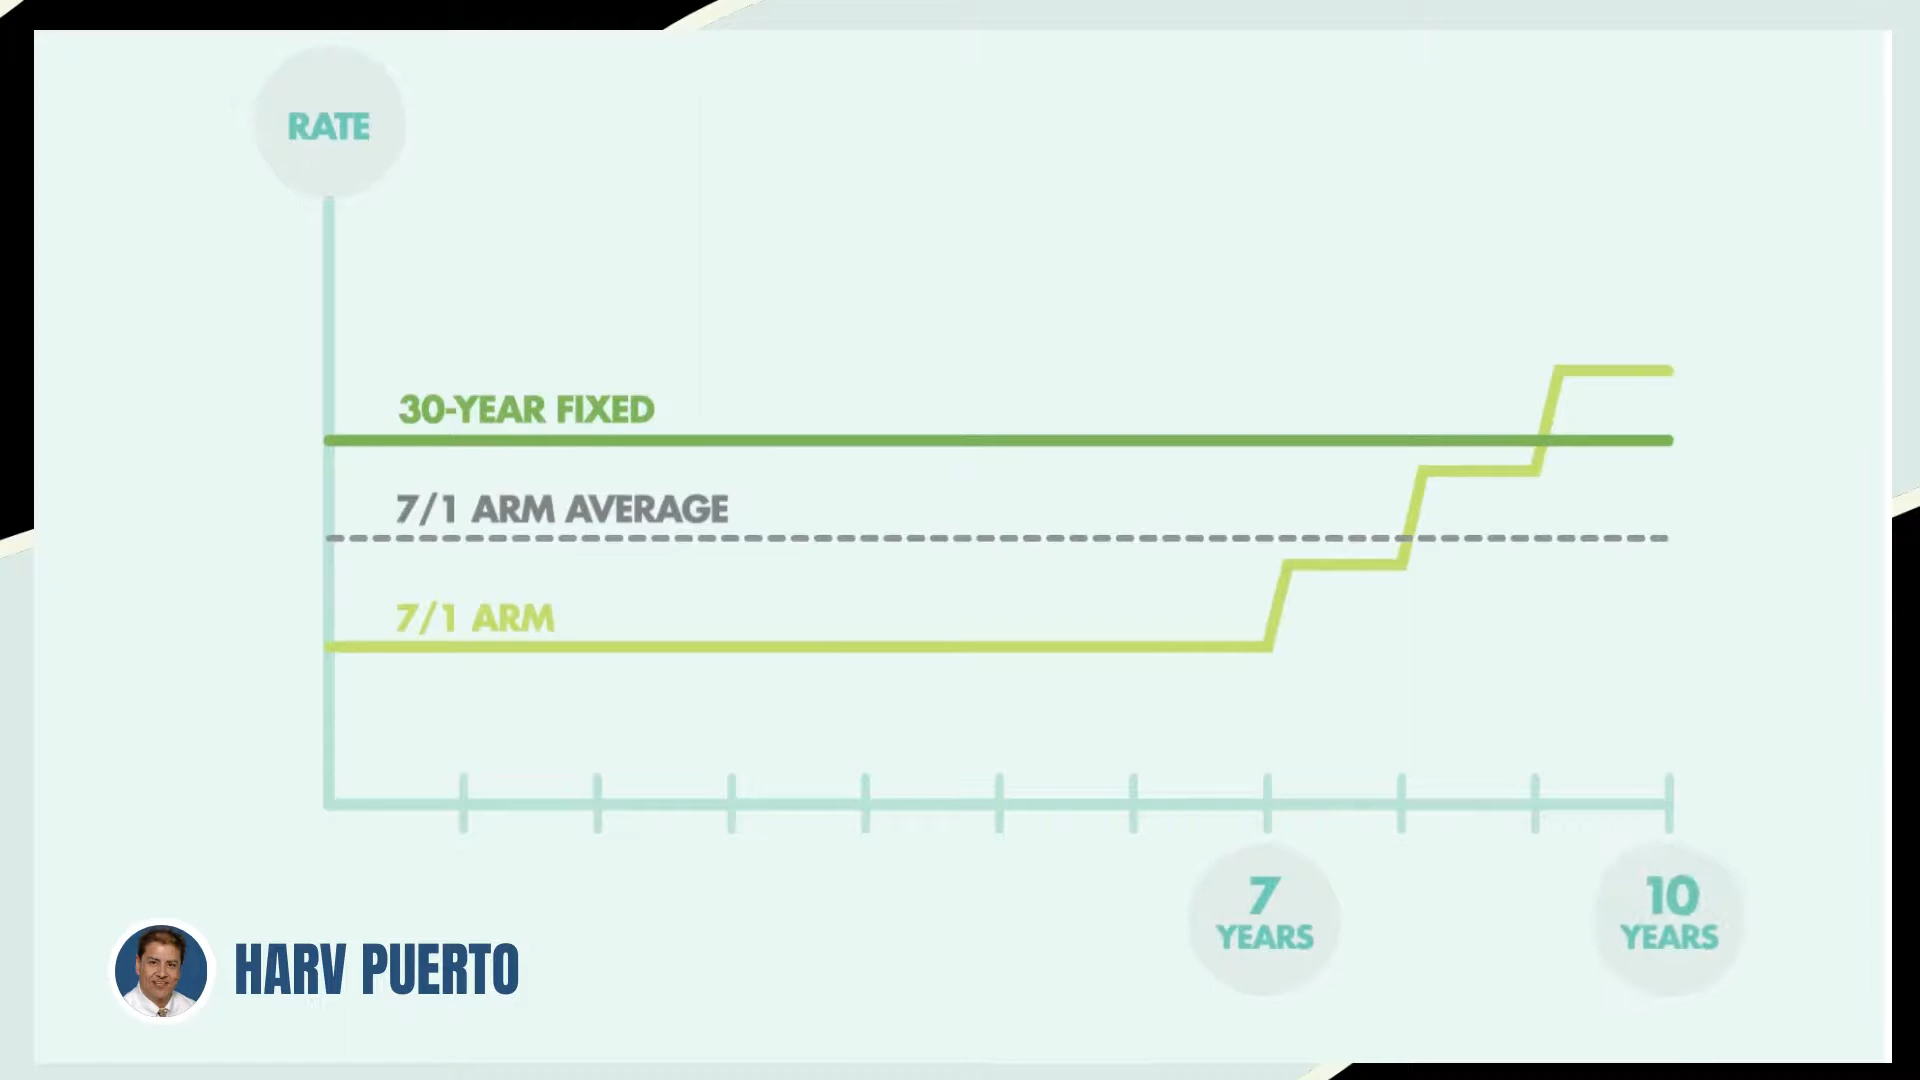 RATE
30-YEAR FIXED
7/1 ARM AVERAGE
7/1 ARM
7
YEARS
10
YEARS
HARV PUERTO